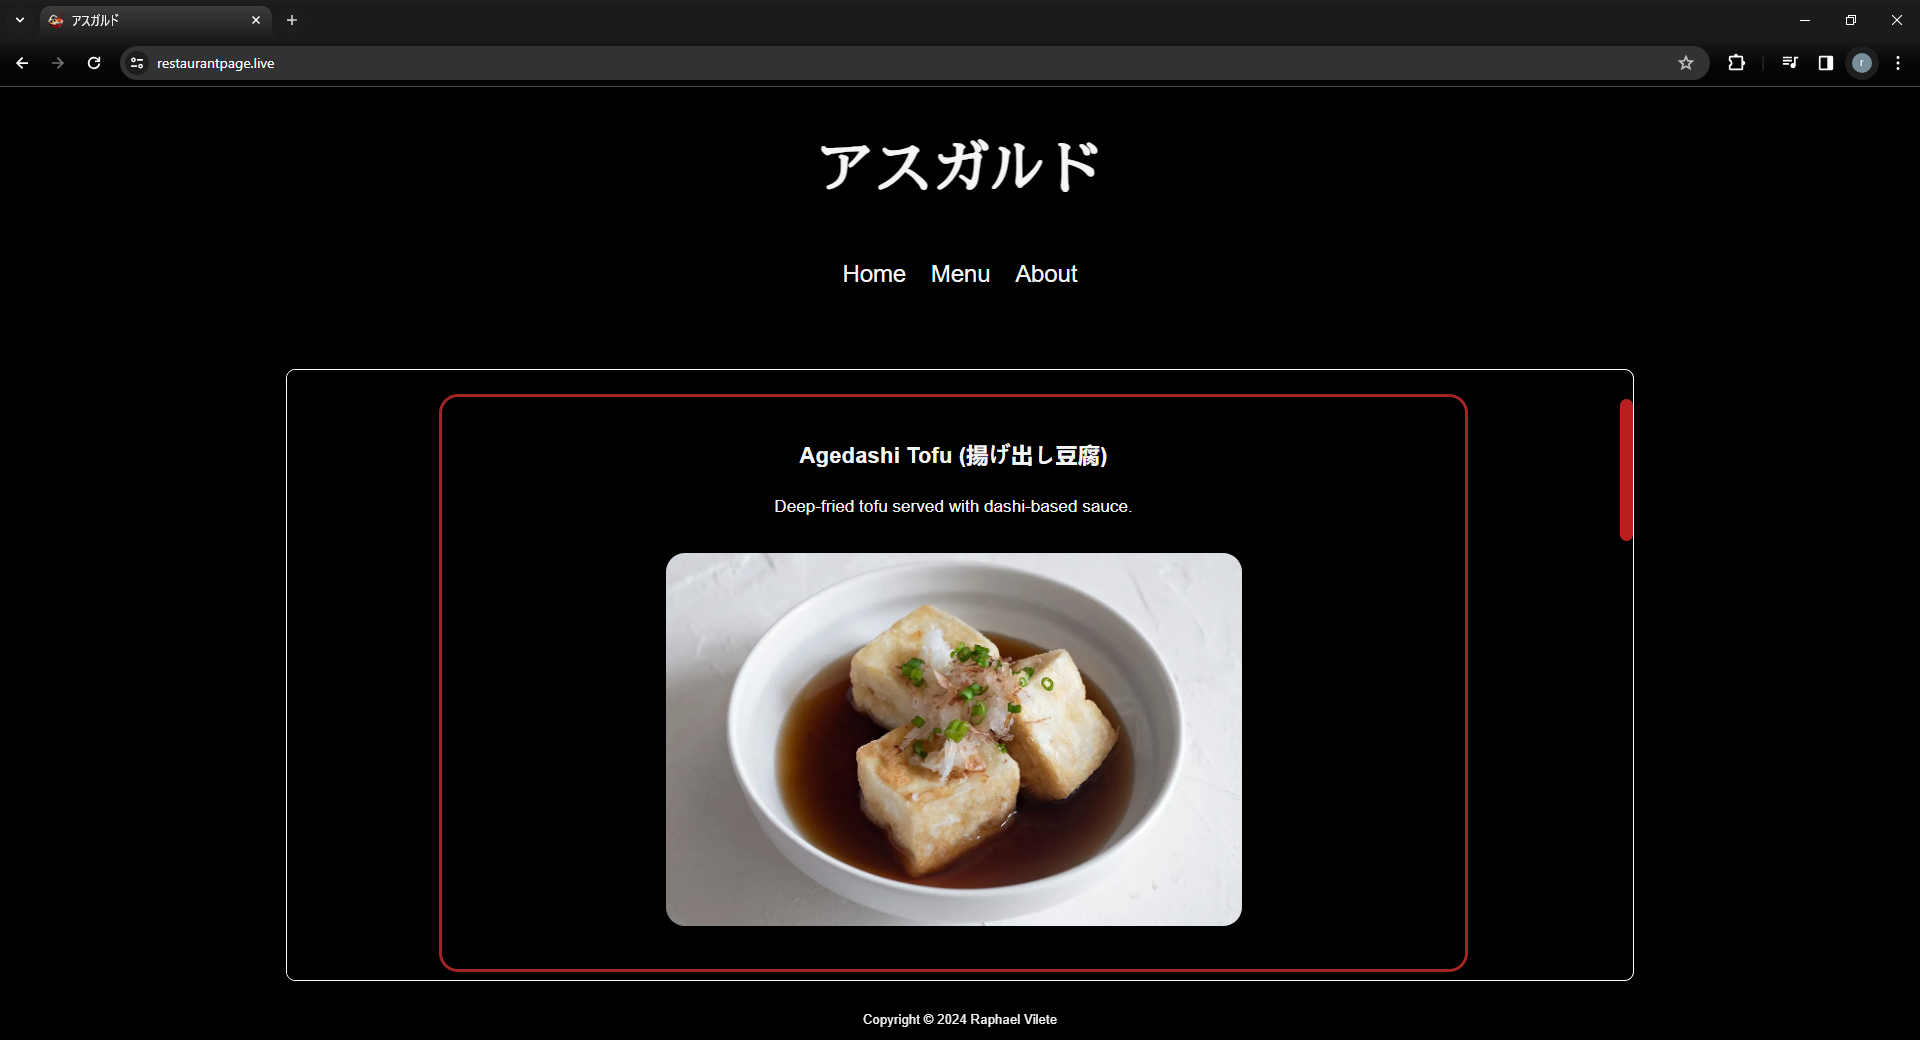 アスガルド
restaurantpage.live
r
アスガルド
Home Menu About
Agedashi Tofu (揚げ出し豆腐)
Deep-fried tofu served with dashi-based sauce.
Copyright © 2024 Raphael Vilete